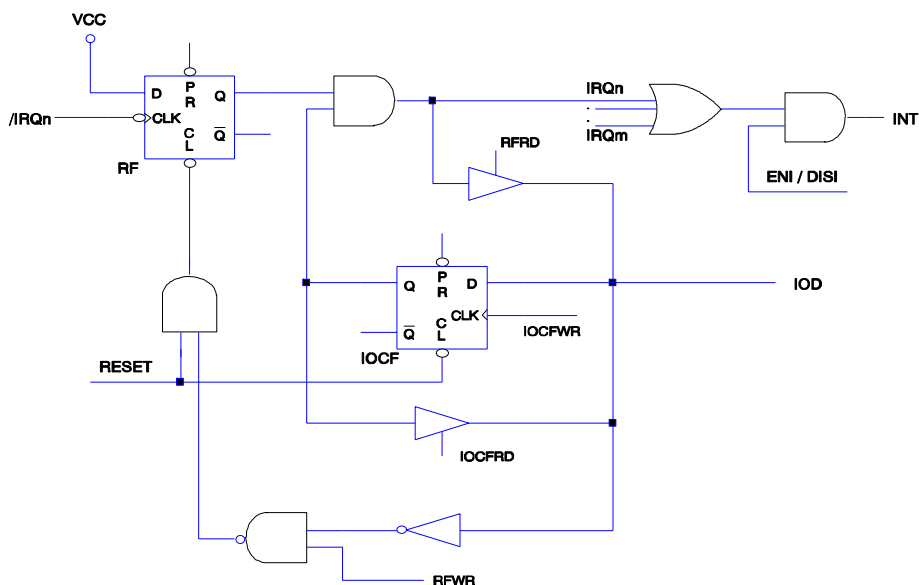 VCC
/IRQn
D
P
R
Q
CLK
C
L
Q
RF
IRQn
:
IRQm
INT
RFRD
ENI / DISI
Q
P
R
D
CLK
Q
C
L
IOCF
IOCFWR
IOD
RESET
IOCFRD
RFWR